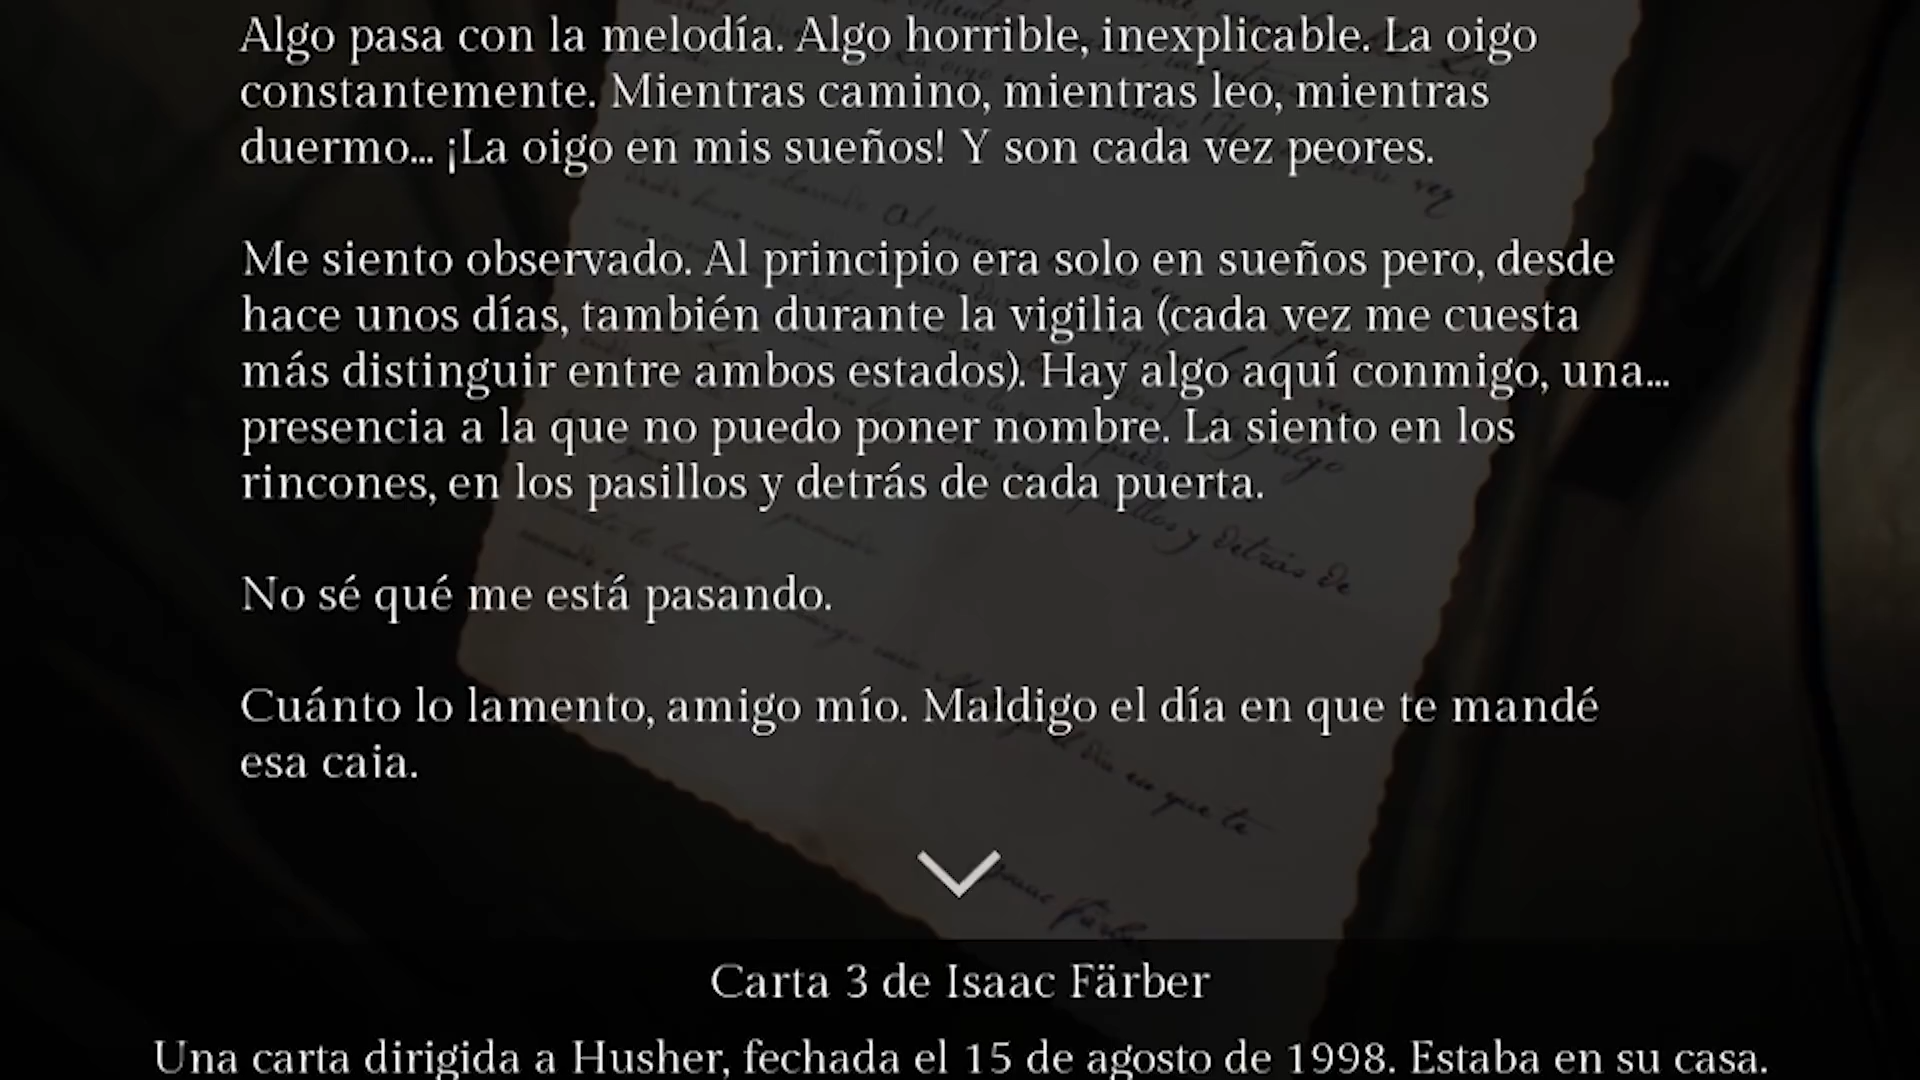 Algo pasa con la melodía. Algo horrible, inexplicable. La oigo
constantemente. Mientras camino, mientras leo, mientras
duermo... ¡La oigo en mis sueños! Y son cada vez peores.
Me siento observado. Al principio era solo en sueños pero, desde
hace unos días, también durante la vigilia (cada vez me cuesta
más distinguir entre ambos estados). Hay algo aquí conmigo, una...
presencia a la que no puedo poner nombre. La siento en los
rincones, en los pasillos y detrás de cada puerta.
No sé qué me está pasando.
Cuánto lo lamento, amigo mío. Maldigo el día en que te mandé
esa caja.
Carta 3 de Isaac Färber
Una carta dirigida a Husher, fechada el 15 de agosto de 1998. Estaba en su casa.